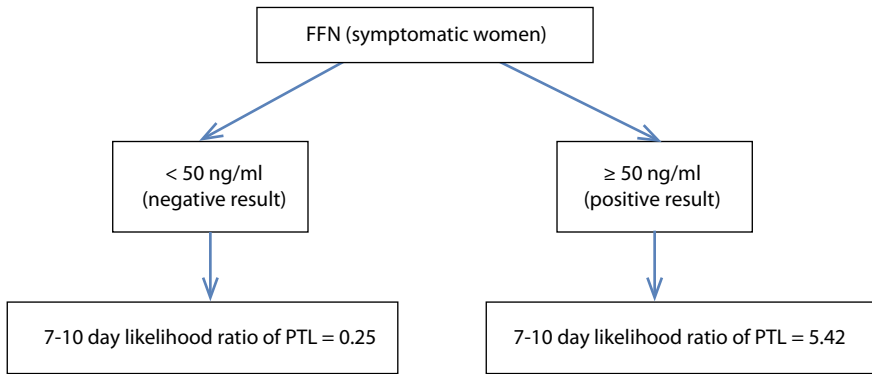 FFN (symptomatic women)
< 50 ng/ml
(negative result)
≥ 50 ng/ml
(positive result)
7-10 day likelihood ratio of PTL = 0.25
7-10 day likelihood ratio of PTL = 5.42